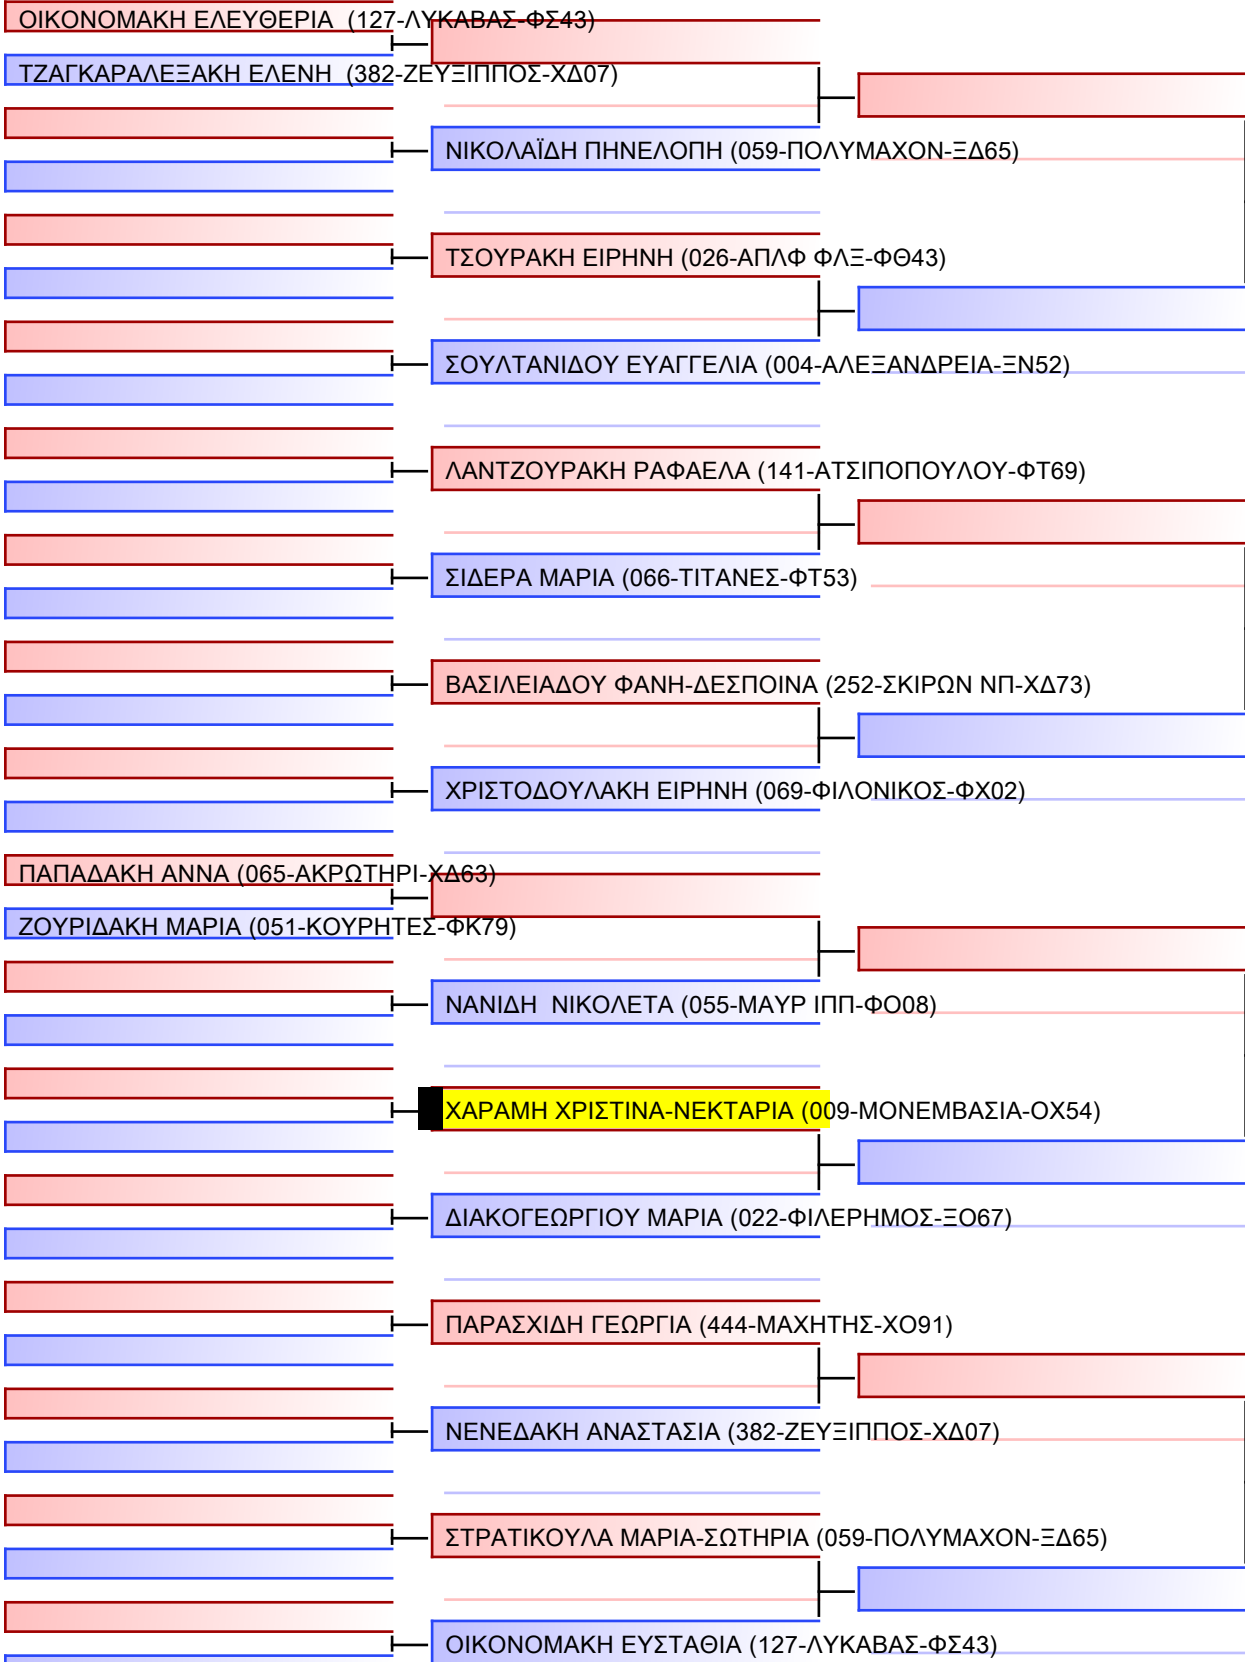 ΟΙΚΟΝΟΜΑΚΗ ΕΛΕΥΘΕΡΙΑ (127-ΛΥΚΑΒΑΣ-ΦΣ43)
ΤΖΑΓΚΑΡΑΛΕΞΑΚΗ ΕΛΕΝΗ (382-ΖΕΥΞΙΠΠΟΣ-ΧΔ07)
ΝΙΚΟΛΑΪΔΗ ΠΗΝΕΛΟΠΗ (059-ΠΟΛΥΜΑΧΟΝ-ΞΔ65)
ΤΣΟΥΡΑΚΗ ΕΙΡΗΝΗ (026-ΑΠΛΦ ΦΛΞ-ΦΘ43)
ΣΟΥΛΤΑΝΙΔΟΥ ΕΥΑΓΓΕΛΙΑ (004-ΑΛΕΞΑΝΔΡΕΙΑ-ΞΝ52)
ΛΑΝΤΖΟΥΡΑΚΗ ΡΑΦΑΕΛΑ (141-ΑΤΣΙΠΟΠΟΥΛΟΥ-ΦΤ69)
ΣΙΔΕΡΑ ΜΑΡΙΑ (066-ΤΙΤΑΝΕΣ-ΦΤ53)
ΒΑΣΙΛΕΙΑΔΟΥ ΦΑΝΗ-ΔΕΣΠΟΙΝΑ (252-ΣΚΙΡΩΝ ΝΠ-ΧΔ73)
ΧΡΙΣΤΟΔΟΥΛΑΚΗ ΕΙΡΗΝΗ (069-ΦΙΛΟΝΙΚΟΣ-ΦΧ02)
ΠΑΠΑΔΑΚΗ ΑΝΝΑ (065-ΑΚΡΩΤΗΡΙ-ΧΔ63)
ΖΟΥΡΙΔΑΚΗ ΜΑΡΙΑ (051-ΚΟΥΡΗΤΕΣ-ΦΚ79)
ΝΑΝΙΔΗ ΝΙΚΟΛΕΤΑ (055-ΜΑΥΡ ΙΠΠ-ΦΟ08)
ΧΑΡΑΜΗ ΧΡΙΣΤΙΝΑ-ΝΕΚΤΑΡΙΑ (009-ΜΟΝΕΜΒΑΣΙΑ-ΟΧ54)
ΔΙΑΚΟΓΕΩΡΓΙΟΥ ΜΑΡΙΑ (022-ΦΙΛΕΡΗΜΟΣ-ΞΟ67)
ΠΑΡΑΣΧΙΔΗ ΓΕΩΡΓΙΑ (444-ΜΑΧΗΤΗΣ-ΧΟ91)
ΝΕΝΕΔΑΚΗ ΑΝΑΣΤΑΣΙΑ (382-ΖΕΥΞΙΠΠΟΣ-ΧΔ07)
ΣΤΡΑΤΙΚΟΥΛΑ ΜΑΡΙΑ-ΣΩΤΗΡΙΑ (059-ΠΟΛΥΜΑΧΟΝ-ΞΔ65)
ΟΙΚΟΝΟΜΑΚΗ ΕΥΣΤΑΘΙΑ (127-ΛΥΚΑΒΑΣ-ΦΣ43)